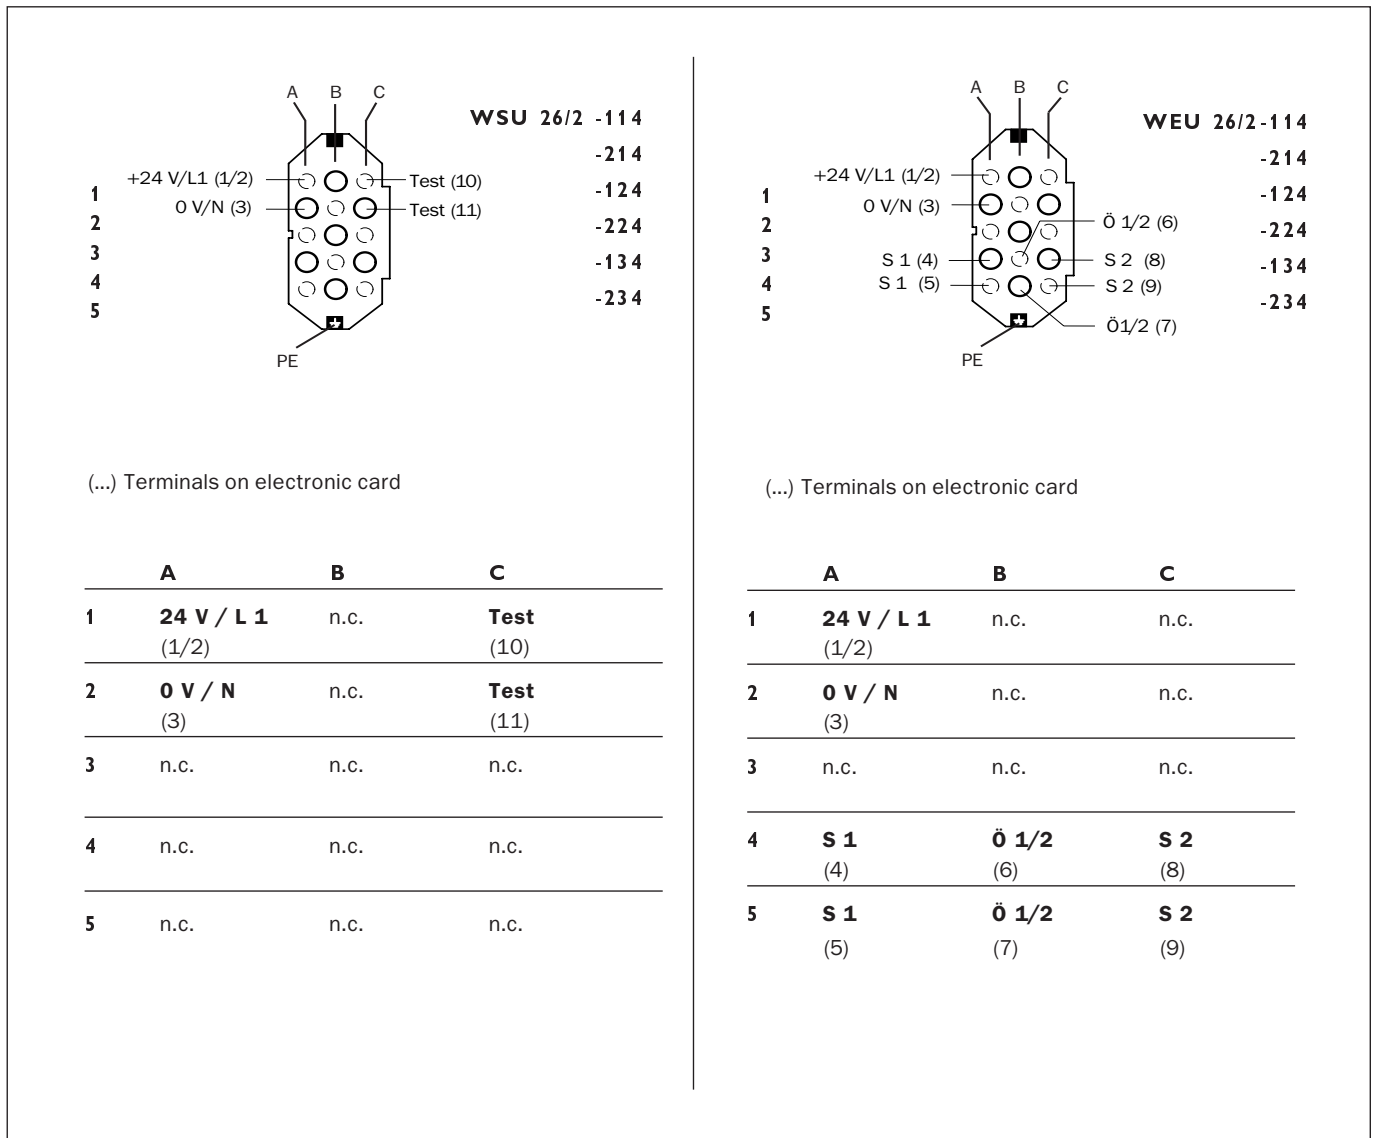 A B C
WSU 26/2 -114
-214
-124
-224
-134
-234
+24 V/L1 (1/2)
0 V/N (3)
Test (10)
Test (11)
1
2
3
4
5
PE
(...) Terminals on electronic card
A B C
1 24 V / L 1 n.c. Test
(1/2) (10)
2 0 V / N n.c. Test
(3) (11)
3 n.c. n.c. n.c.
4 n.c. n.c. n.c.
5 n.c. n.c. n.c.
A B C
WEU 26/2-114
-214
-124
-224
-134
-234
+24 V/L1 (1/2)
0 V/N (3)
Ö 1/2 (6)
S 1 (4)
S 2 (8)
S 1 (5)
S 2 (9)
Ö1/2 (7)
1
2
3
4
5
PE
(...) Terminals on electronic card
A B C
1 24 V / L 1 n.c. n.c.
(1/2)
2 0 V / N n.c. n.c.
(3)
3 n.c. n.c. n.c.
4 S 1 Ö 1/2 S 2
(4) (6) (8)
5 S 1 Ö 1/2 S 2
(5) (7) (9)